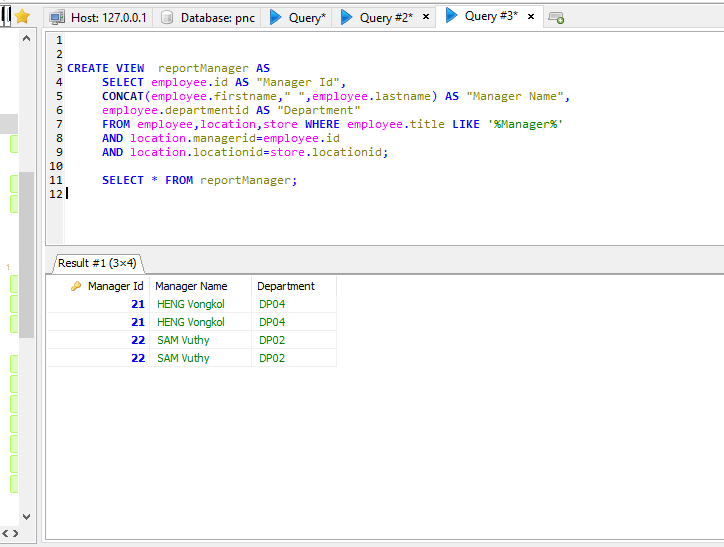 Host: 127.0.0.1 Database: pnc Query* Query #2* × Query #3* ×
1
2
3 CREATE VIEW  reportManager AS
4 SELECT employee.id AS "Manager Id",
5 CONCAT(employee.firstname," ",employee.lastname) AS "Manager Name",
6 employee.departmentid AS "Department"
7 FROM employee,location,store WHERE employee.title LIKE '%Manager%'
8 AND location.managerid=employee.id
9 AND location.locationid=store.locationid;
10
11 SELECT * FROM reportManager;
12
1
Result #1 (3×4)
Manager Id Manager Name Department
21 HENG Vongkol DP04
21 HENG Vongkol DP04
22 SAM Vuthy DP02
22 SAM Vuthy DP02